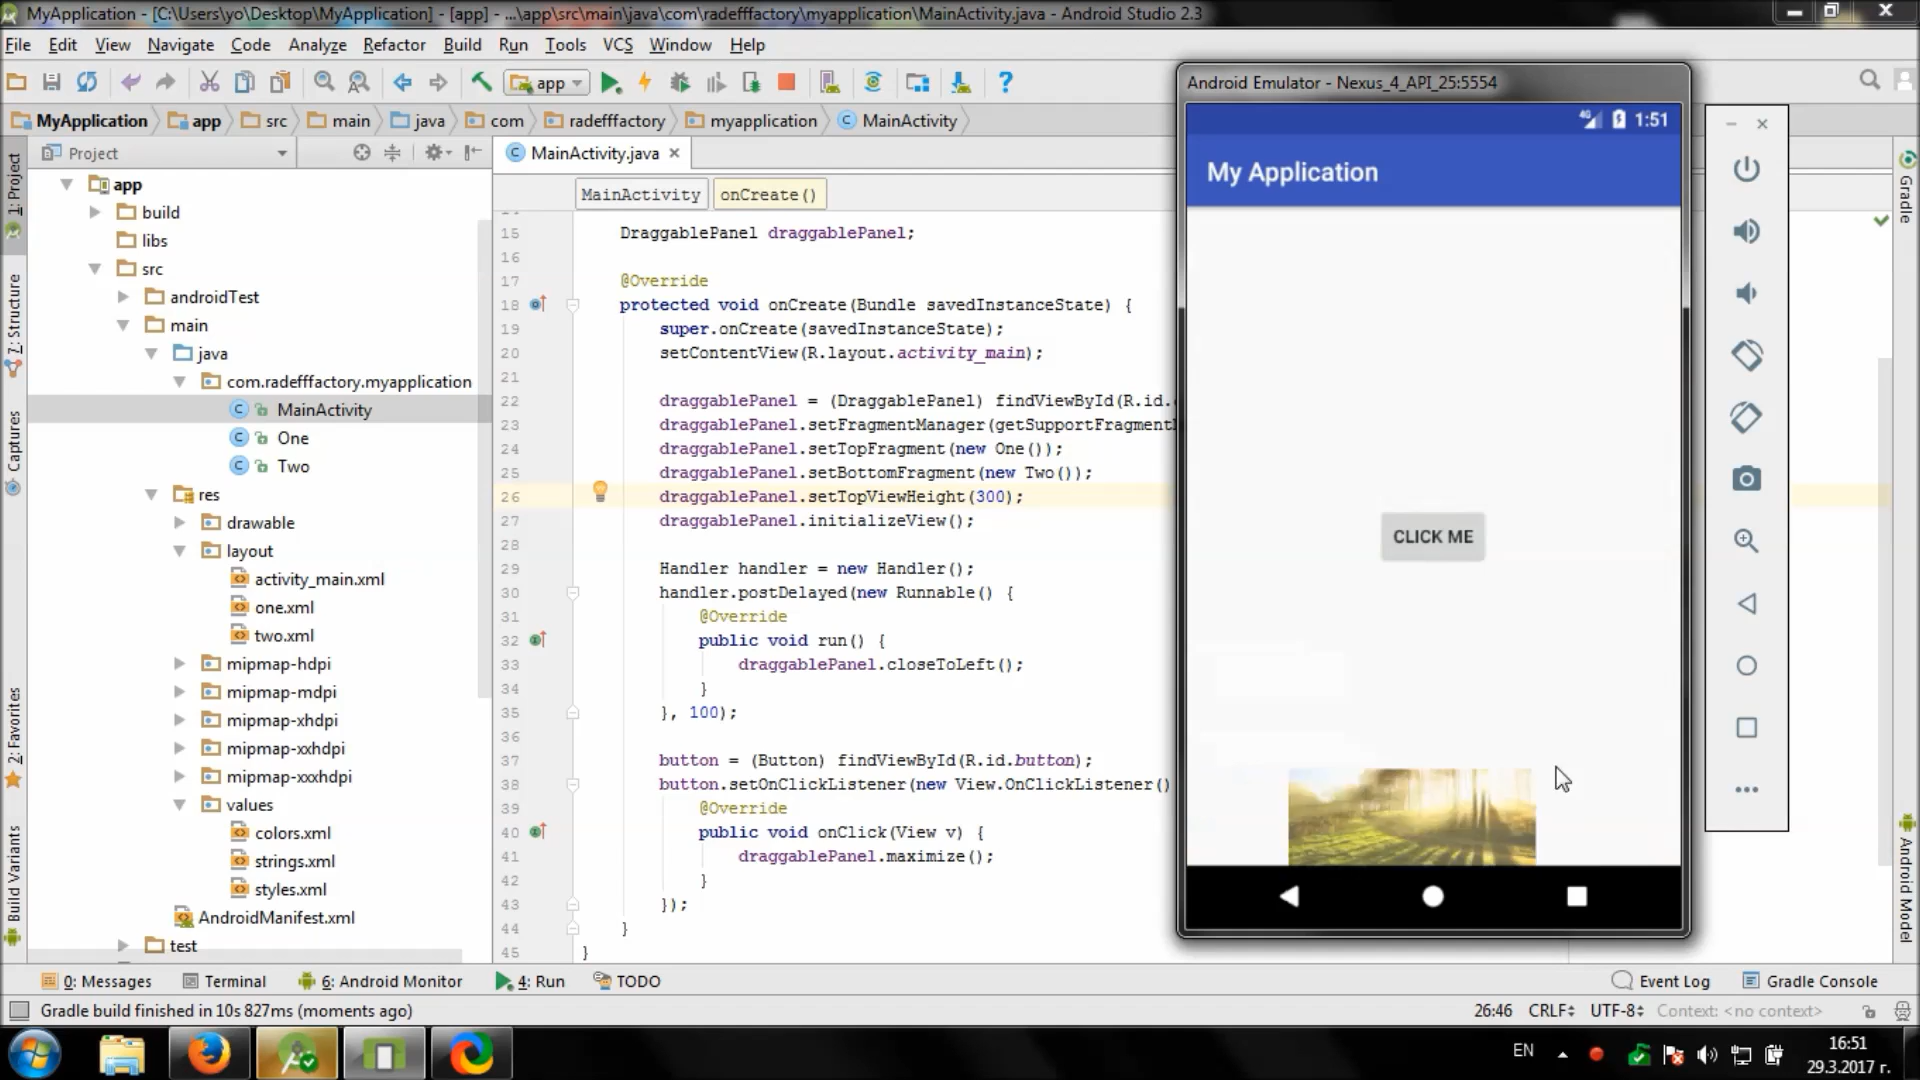 MyApplication - [C:\Users\yo\Desktop\MyApplication] - [app] - ...\app\src\main\java\com\radefffactory\myapplication\MainActivity.java - Android Studio 2.3
File Edit View Navigate Code Analyze Refactor Build Run Tools VCS Window Help
app
MyApplication app src main java com radefffactory myapplication MainActivity
Project
MainActivity.java
MainActivity onCreate()
1: Project
7: Structure
Captures
2: Favorites
Build Variants
app
build
libs
src
androidTest
main
java
com.radefffactory.myapplication
MainActivity
One
Two
res
drawable
layout
activity_main.xml
one.xml
two.xml
mipmap-hdpi
mipmap-mdpi
mipmap-xhdpi
mipmap-xxhdpi
mipmap-xxxhdpi
values
colors.xml
strings.xml
styles.xml
AndroidManifest.xml
test
15 DraggablePanel draggablePanel;
16
17 @Override
18 protected void onCreate(Bundle savedInstanceState) {
19 super.onCreate(savedInstanceState);
20 setContentView(R.layout.activity_main);
21
22 draggablePanel = (DraggablePanel) findViewById(R.id.
23 draggablePanel.setFragmentManager(getSupportFragment
24 draggablePanel.setTopFragment(new One());
25 draggablePanel.setBottomFragment(new Two());
26 draggablePanel.setTopViewHeight(300);
27 draggablePanel.initializeView();
28
29 Handler handler = new Handler();
30 handler.postDelayed(new Runnable() {
31 @Override
32 public void run() {
33 draggablePanel.closeToLeft();
34 }
35 }, 100);
36
37 button = (Button) findViewById(R.id.button);
38 button.setOnClickListener(new View.OnClickListener()
39 @Override
40 public void onClick(View v) {
41 draggablePanel.maximize();
42 }
43 });
44 }
45 }
Android Emulator - Nexus_4_API_25:5554
4G 1:51
My Application
CLICK ME
Gradle
Android Model
0: Messages Terminal 6: Android Monitor 4: Run TODO Event Log Gradle Console
Gradle build finished in 10s 827ms (moments ago) 26:46 CRLF UTF-8 Context: <no context>
EN 16:51
29.3.2017 г.